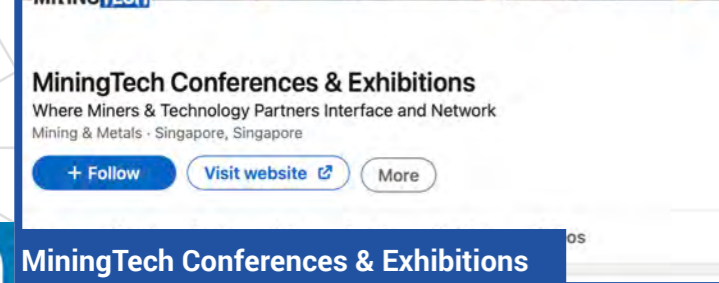 MiningTech Conferences & Exhibitions
Where Miners & Technology Partners Interface and Network
Mining & Metals · Singapore, Singapore
+ Follow
Visit website
More
os
MiningTech Conferences & Exhibitions